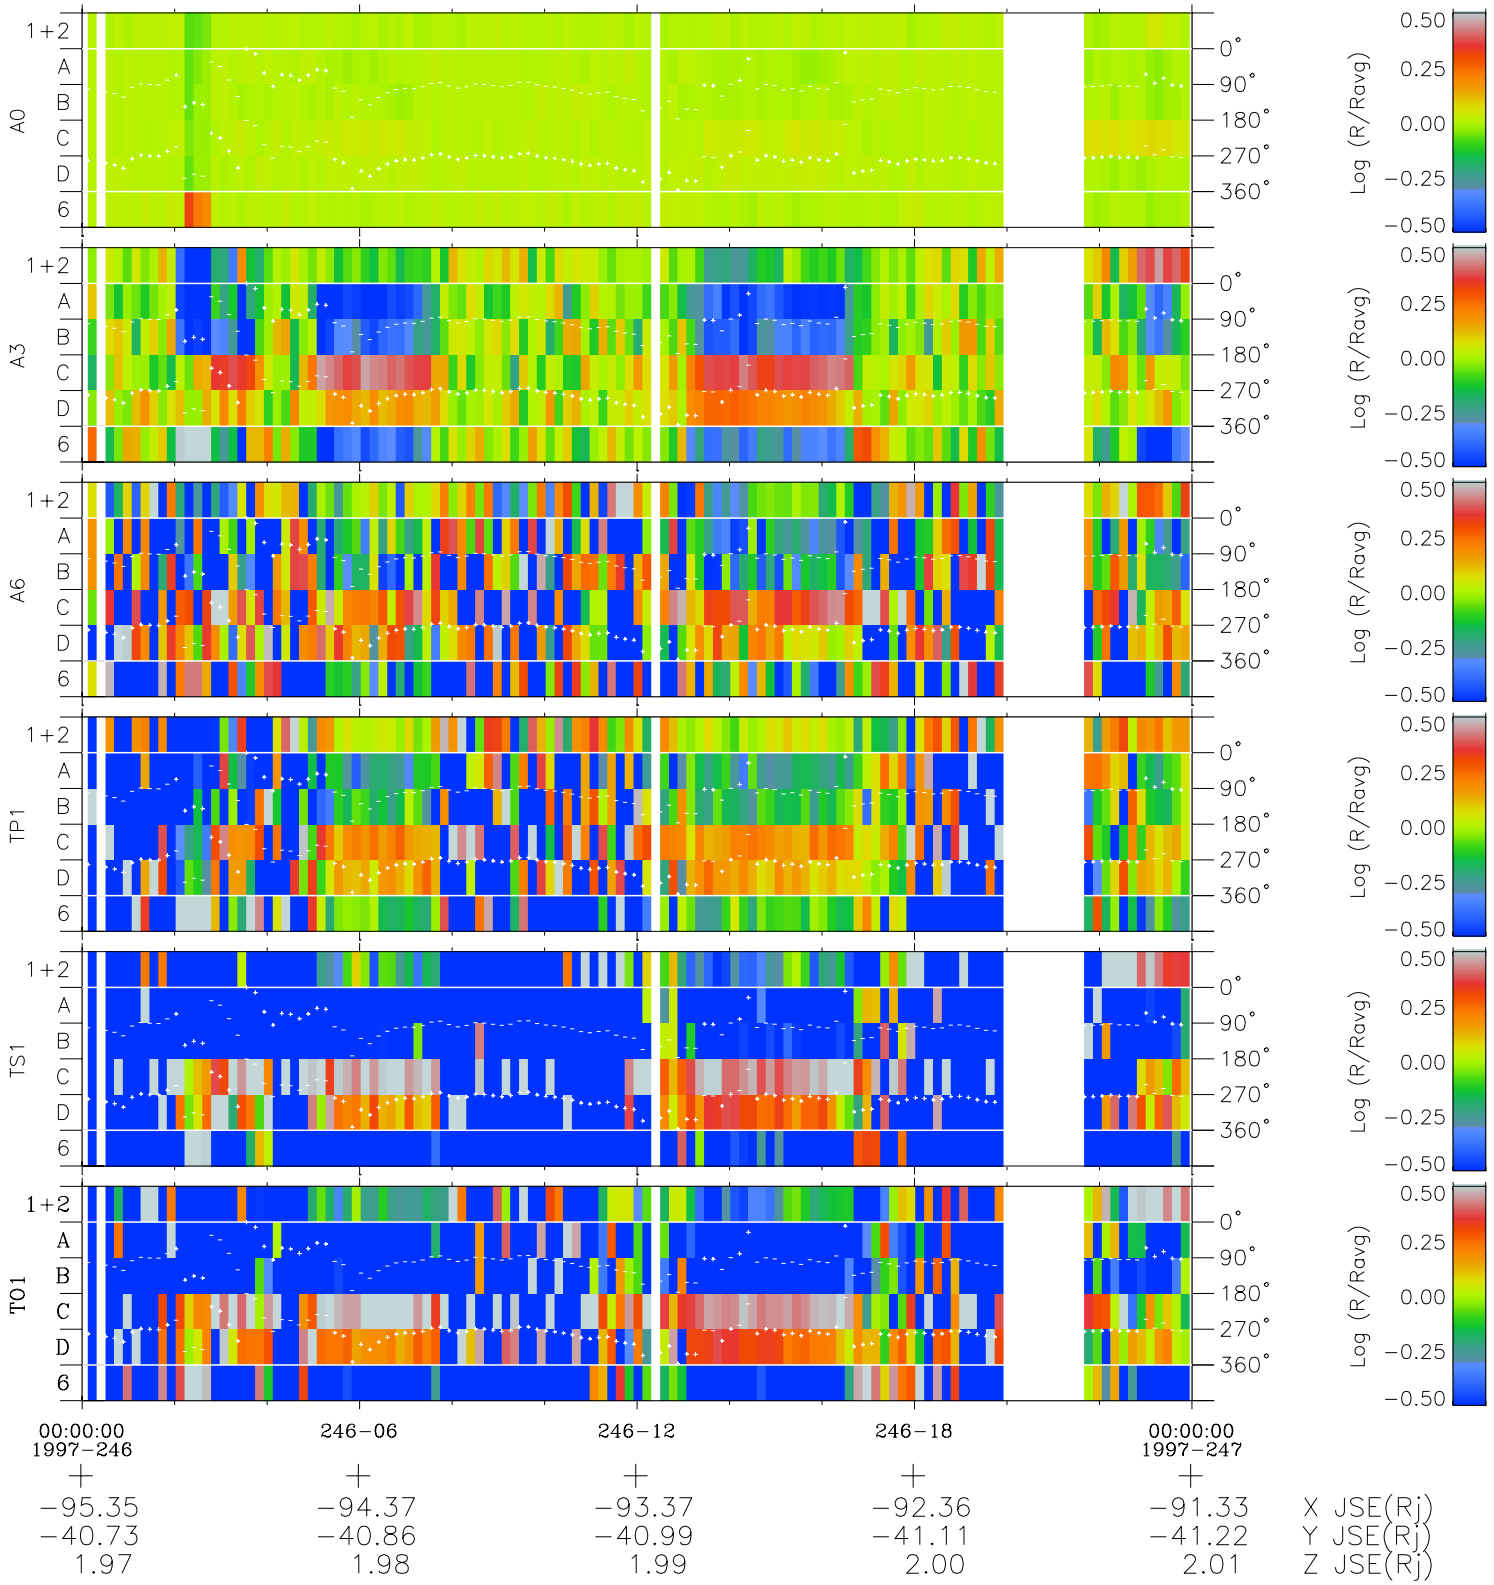 1+2
A
B
C
D
6
A0
0°
90°
180°
270°
360°
Log (R/Ravg)
0.50
0.25
0.00
−0.25
−0.50
1+2
A
B
C
D
6
A3
0°
90°
180°
270°
360°
Log (R/Ravg)
0.50
0.25
0.00
−0.25
−0.50
1+2
A
B
C
D
6
A6
0°
90°
180°
270°
360°
Log (R/Ravg)
0.50
0.25
0.00
−0.25
−0.50
1+2
A
B
C
D
6
TP1
0°
90°
180°
270°
360°
Log (R/Ravg)
0.50
0.25
0.00
−0.25
−0.50
1+2
A
B
C
D
6
TS1
0°
90°
180°
270°
360°
Log (R/Ravg)
0.50
0.25
0.00
−0.25
−0.50
1+2
A
B
C
D
6
TO1
0°
90°
180°
270°
360°
Log (R/Ravg)
0.50
0.25
0.00
−0.25
−0.50
00:00:00 246−06 246−12 246−18 00:00:00
1997−246 1997−247
−95.35 −94.37 −93.37 −92.36 −91.33 X JSE(Rj)
−40.73 −40.86 −40.99 −41.11 −41.22 Y JSE(Rj)
1.97 1.98 1.99 2.00 2.01 Z JSE(Rj)